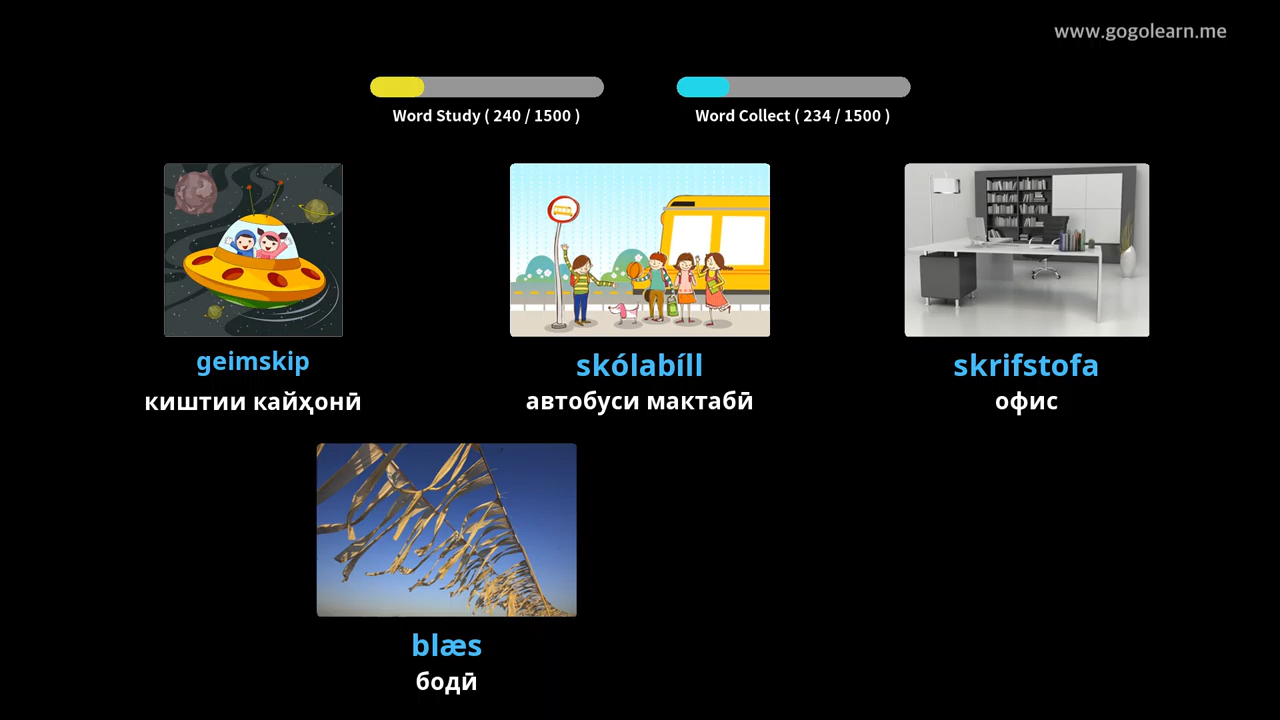 www.gogolearn.me
Word Study ( 240 / 1500 )
Word Collect ( 234 / 1500 )
geimskip
skólabíll
skrifstofa
киштии кайҳонӣ
автобуси мактабӣ
офис
blæs
бодӣ